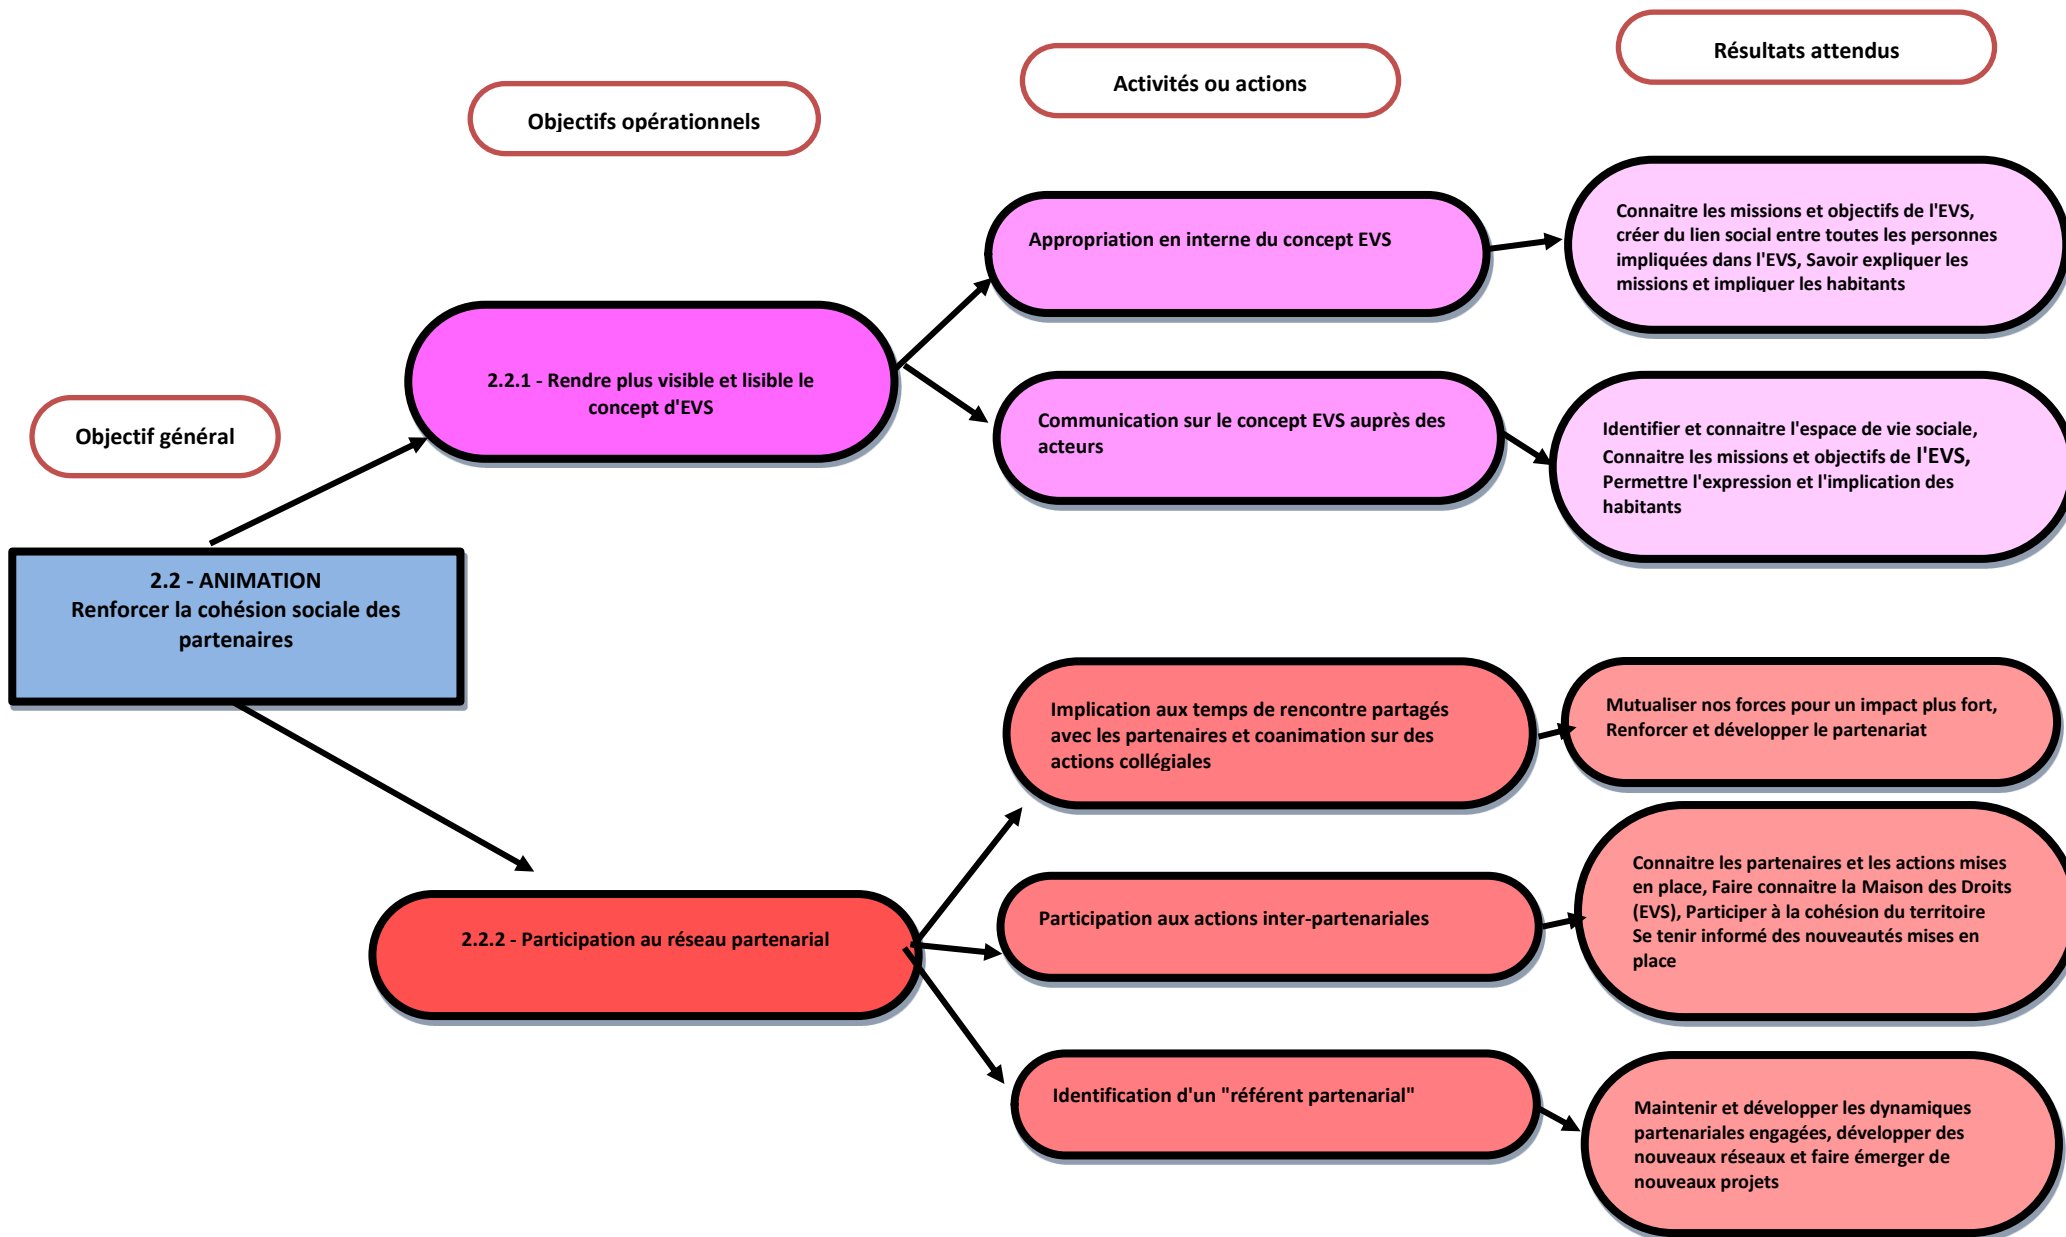 Résultats attendus
Activités ou actions
Objectifs opérationnels
Objectif général
Appropriation en interne du concept EVS
Connaitre les missions et objectifs de l'EVS,
créer du lien social entre toutes les personnes
impliquées dans l'EVS, Savoir expliquer les
missions et impliquer les habitants
2.2.1 - Rendre plus visible et lisible le
concept d'EVS
Communication sur le concept EVS auprès des
acteurs
Identifier et connaitre l'espace de vie sociale,
Connaitre les missions et objectifs de l'EVS,
Permettre l'expression et l'implication des
habitants
2.2 - ANIMATION
Renforcer la cohésion sociale des
partenaires
Implication aux temps de rencontre partagés
avec les partenaires et coanimation sur des
actions collégiales
Mutualiser nos forces pour un impact plus fort,
Renforcer et développer le partenariat
2.2.2 - Participation au réseau partenarial
Participation aux actions inter-partenariales
Connaitre les partenaires et les actions mises
en place, Faire connaitre la Maison des Droits
(EVS), Participer à la cohésion du territoire
Se tenir informé des nouveautés mises en
place
Identification d'un "référent partenarial"
Maintenir et développer les dynamiques
partenariales engagées, développer des
nouveaux réseaux et faire émerger de
nouveaux projets